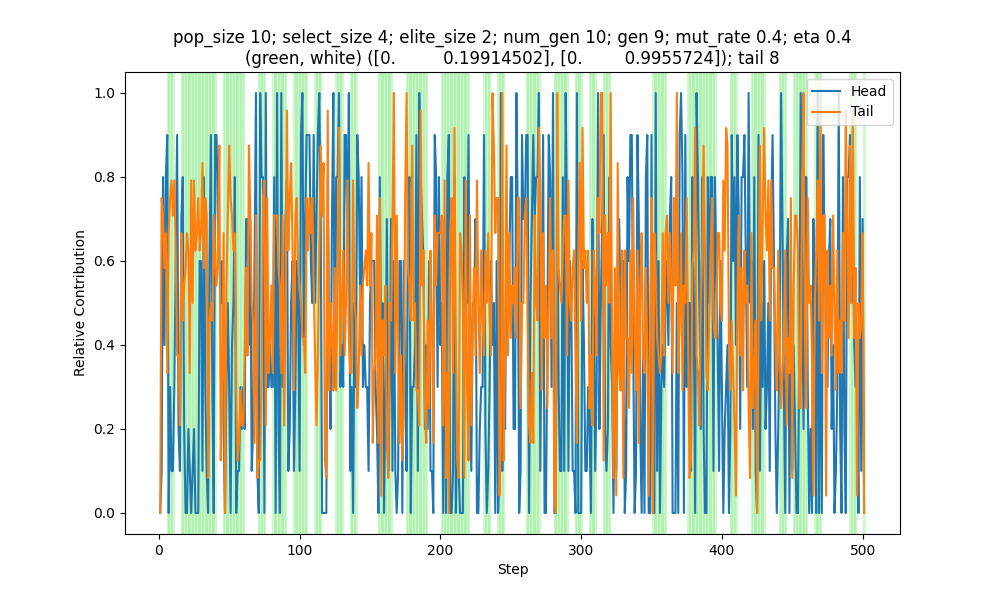 pop_size 10; select_size 4; elite_size 2; num_gen 10; gen 9; mut_rate 0.4; eta 0.4
(green, white) ([0. 0.19914502], [0. 0.9955724]); tail 8
Head
Tail
1.0
0.8
0.6
0.4
0.2
0.0
Relative Contribution
0 100 200 300 400 500
Step